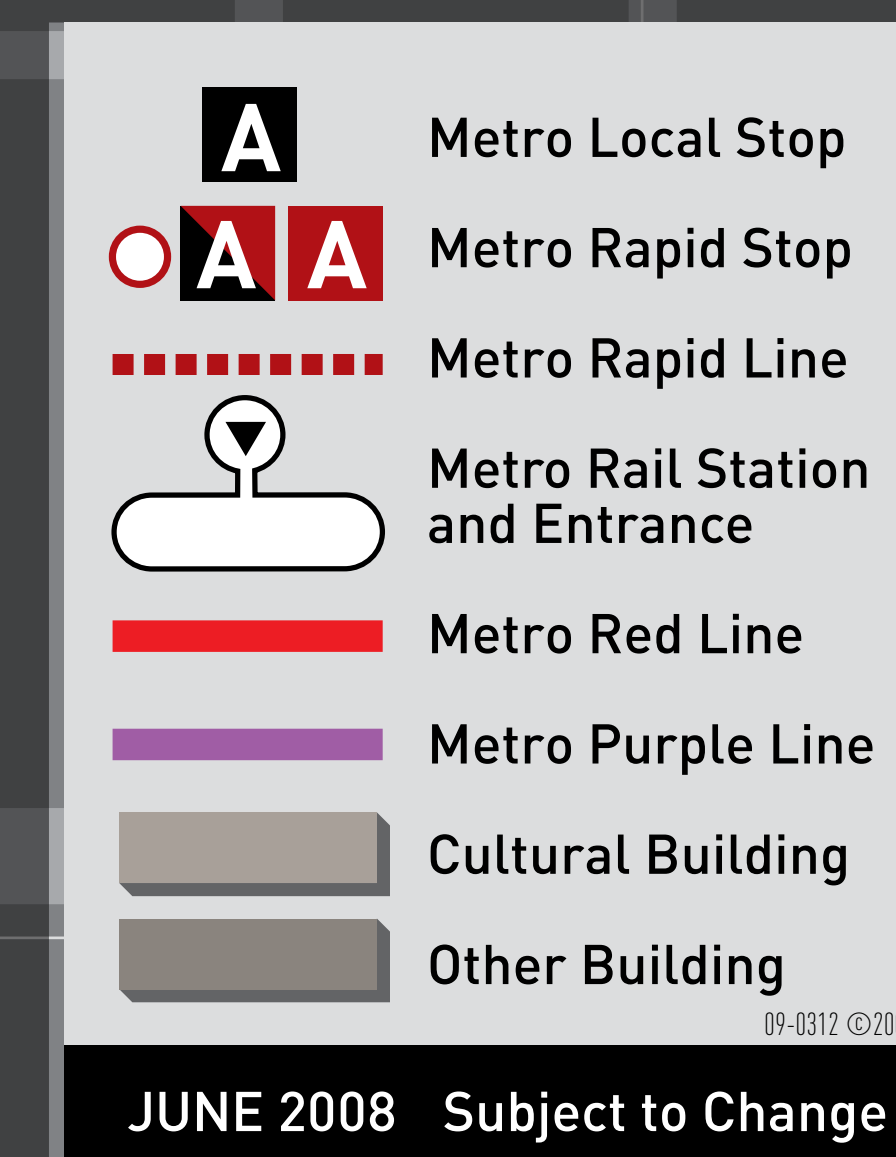 A
Metro Local Stop
A A
Metro Rapid Stop
Metro Rapid Line
Metro Rail Station
and Entrance
Metro Red Line
Metro Purple Line
Cultural Building
Other Building
09-0312 ©20
JUNE 2008 Subject to Change